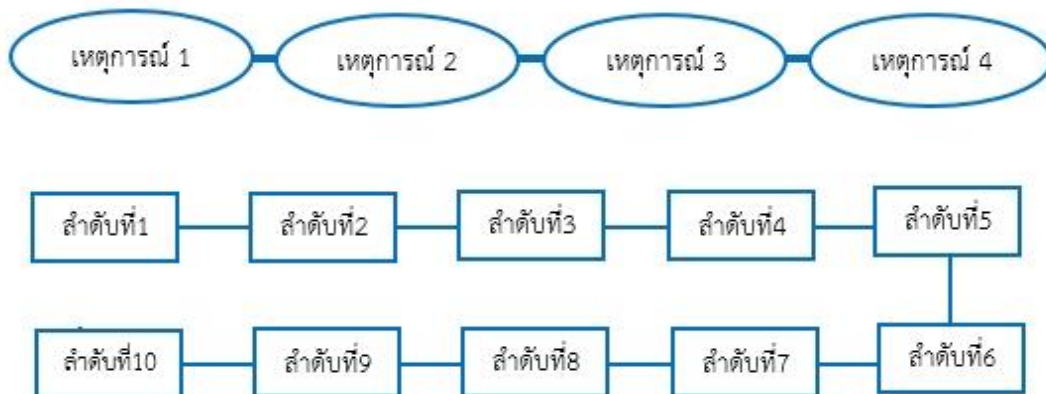 เหตุการณ์ 1 เหตุการณ์ 2 เหตุการณ์ 3 เหตุการณ์ 4
ลำดับที่1 ลำดับที่2 ลำดับที่3 ลำดับที่4 ลำดับที่5
ลำดับที่10 ลำดับที่9 ลำดับที่8 ลำดับที่7 ลำดับที่6